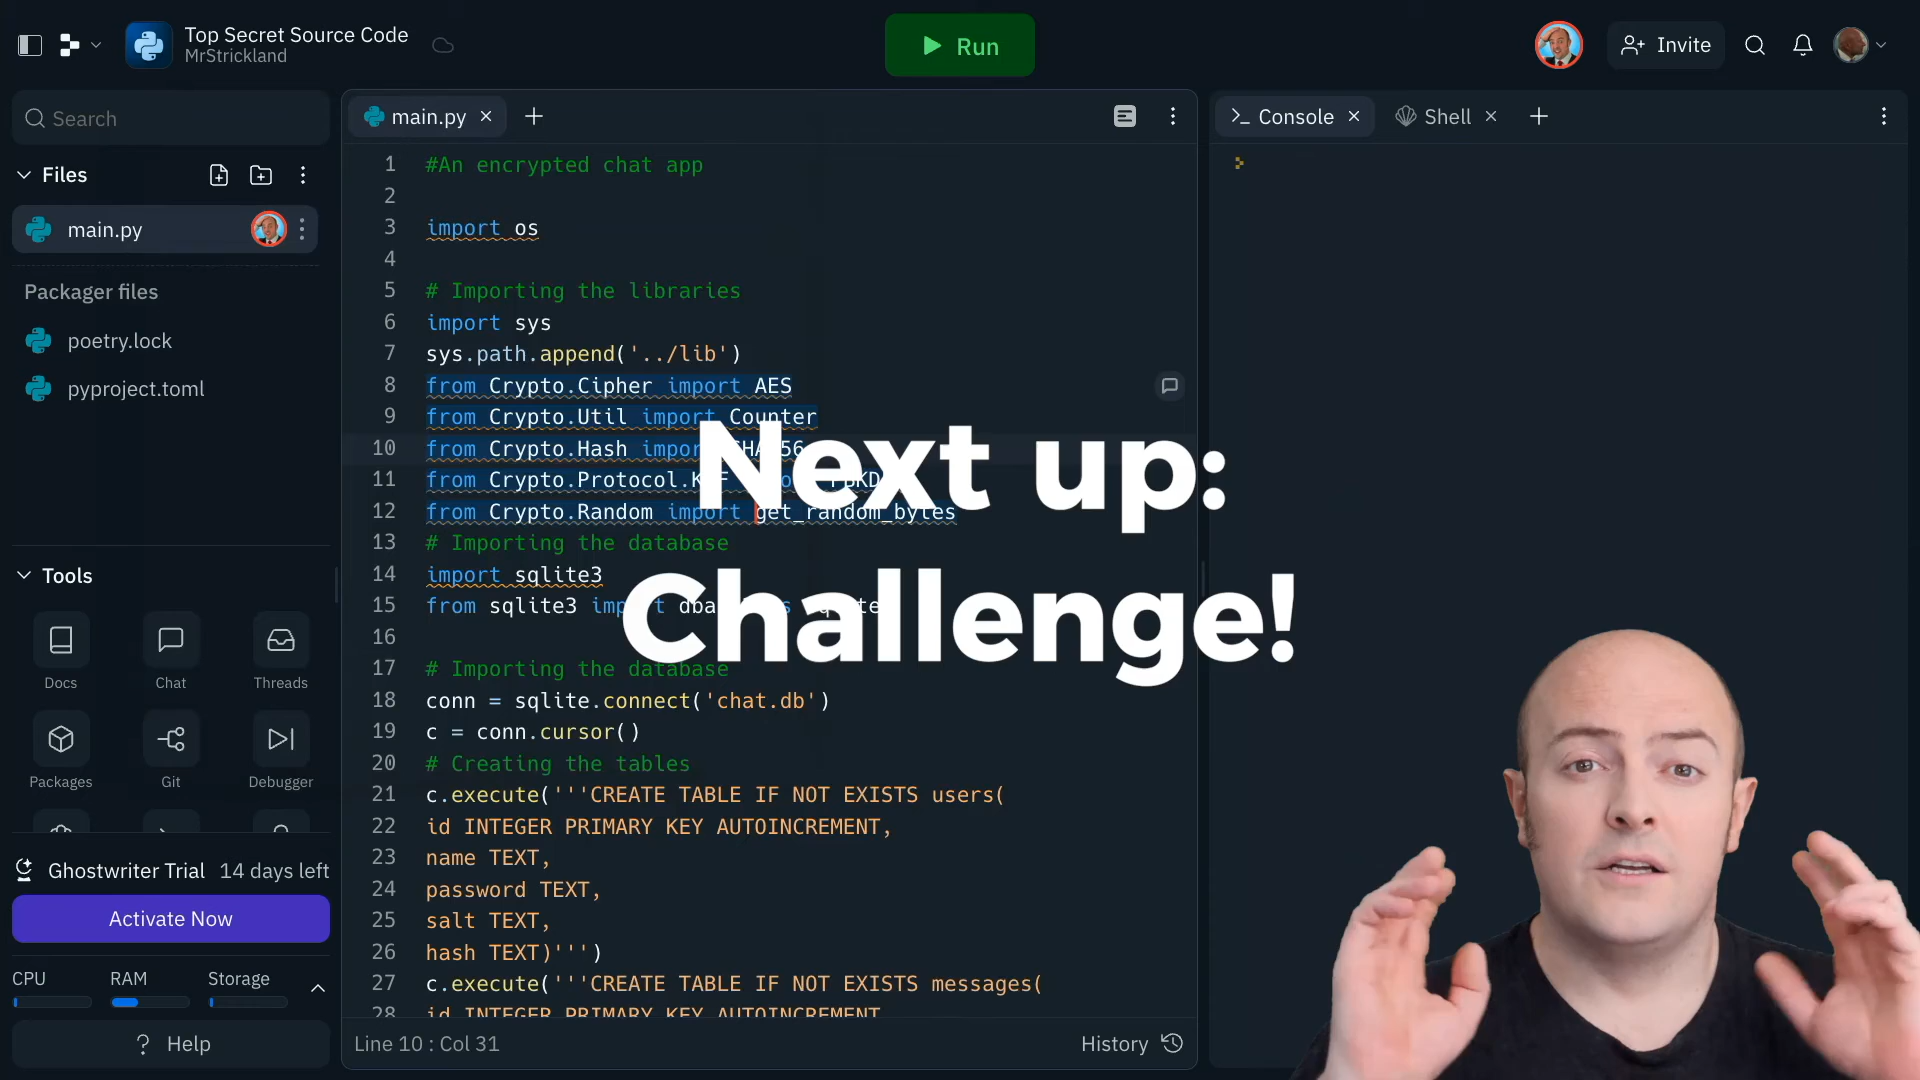 Top Secret Source Code
MrStrickland
Run
Invite
Search
Files
main.py
Packager files
poetry.lock
pyproject.toml
Tools
Docs
Chat
Threads
Packages
Git
Debugger
Ghostwriter Trial 14 days left
Activate Now
CPU
RAM
Storage
? Help
main.py
1 #An encrypted chat app
2
3 import os
4
5 # Importing the libraries
6 import sys
7 sys.path.append('../lib')
8 from Crypto.Cipher import AES
9 from Crypto.Util import Counter
10 from Crypto.Hash
11 from
12 from Crypto.Random import get_random_bytes
13 # Importing the database
14 import sqlite3
15 from sqlite3
16
17 # Importing the database
18 conn = sqlite.connect('chat.db')
19 c = conn.cursor()
20 # Creating the tables
21 c.execute('''CREATE TABLE IF NOT EXISTS users(
22 id INTEGER PRIMARY KEY AUTOINCREMENT,
23 name TEXT,
24 password TEXT,
25 salt TEXT,
26 hash TEXT)''')
27 c.execute('''CREATE TABLE IF NOT EXISTS messages(
28 id INTEGER PRIMARY KEY AUTOINCREMENT
Line 10 : Col 31
History
Console
Shell
Next up:
Challenge!